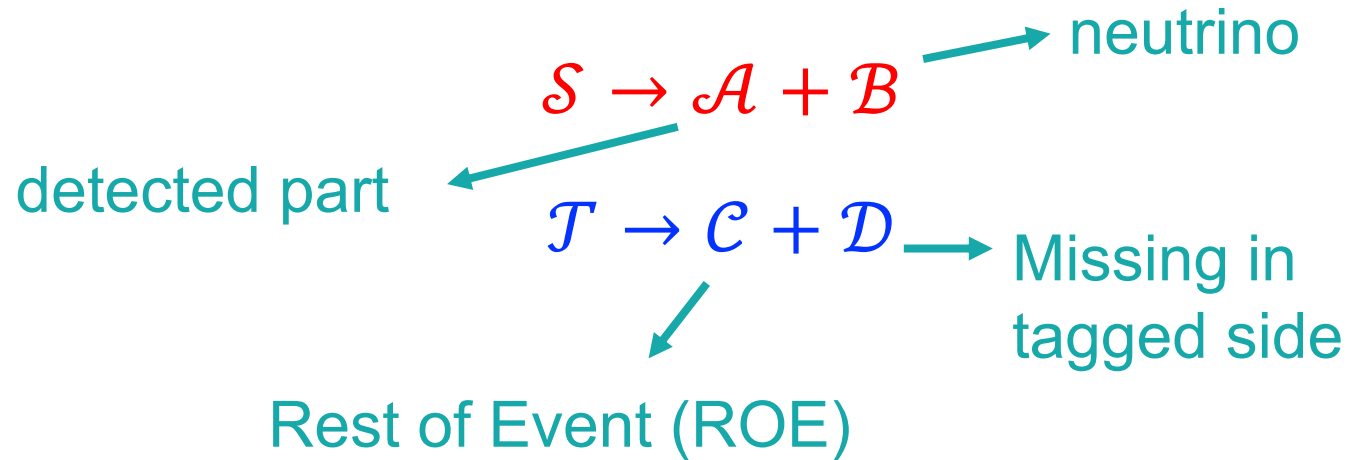 neutrino
𝒮 → 𝒜 + ℬ
detected part
𝒯 → 𝒞 + 𝒟
Missing in
tagged side
Rest of Event (ROE)